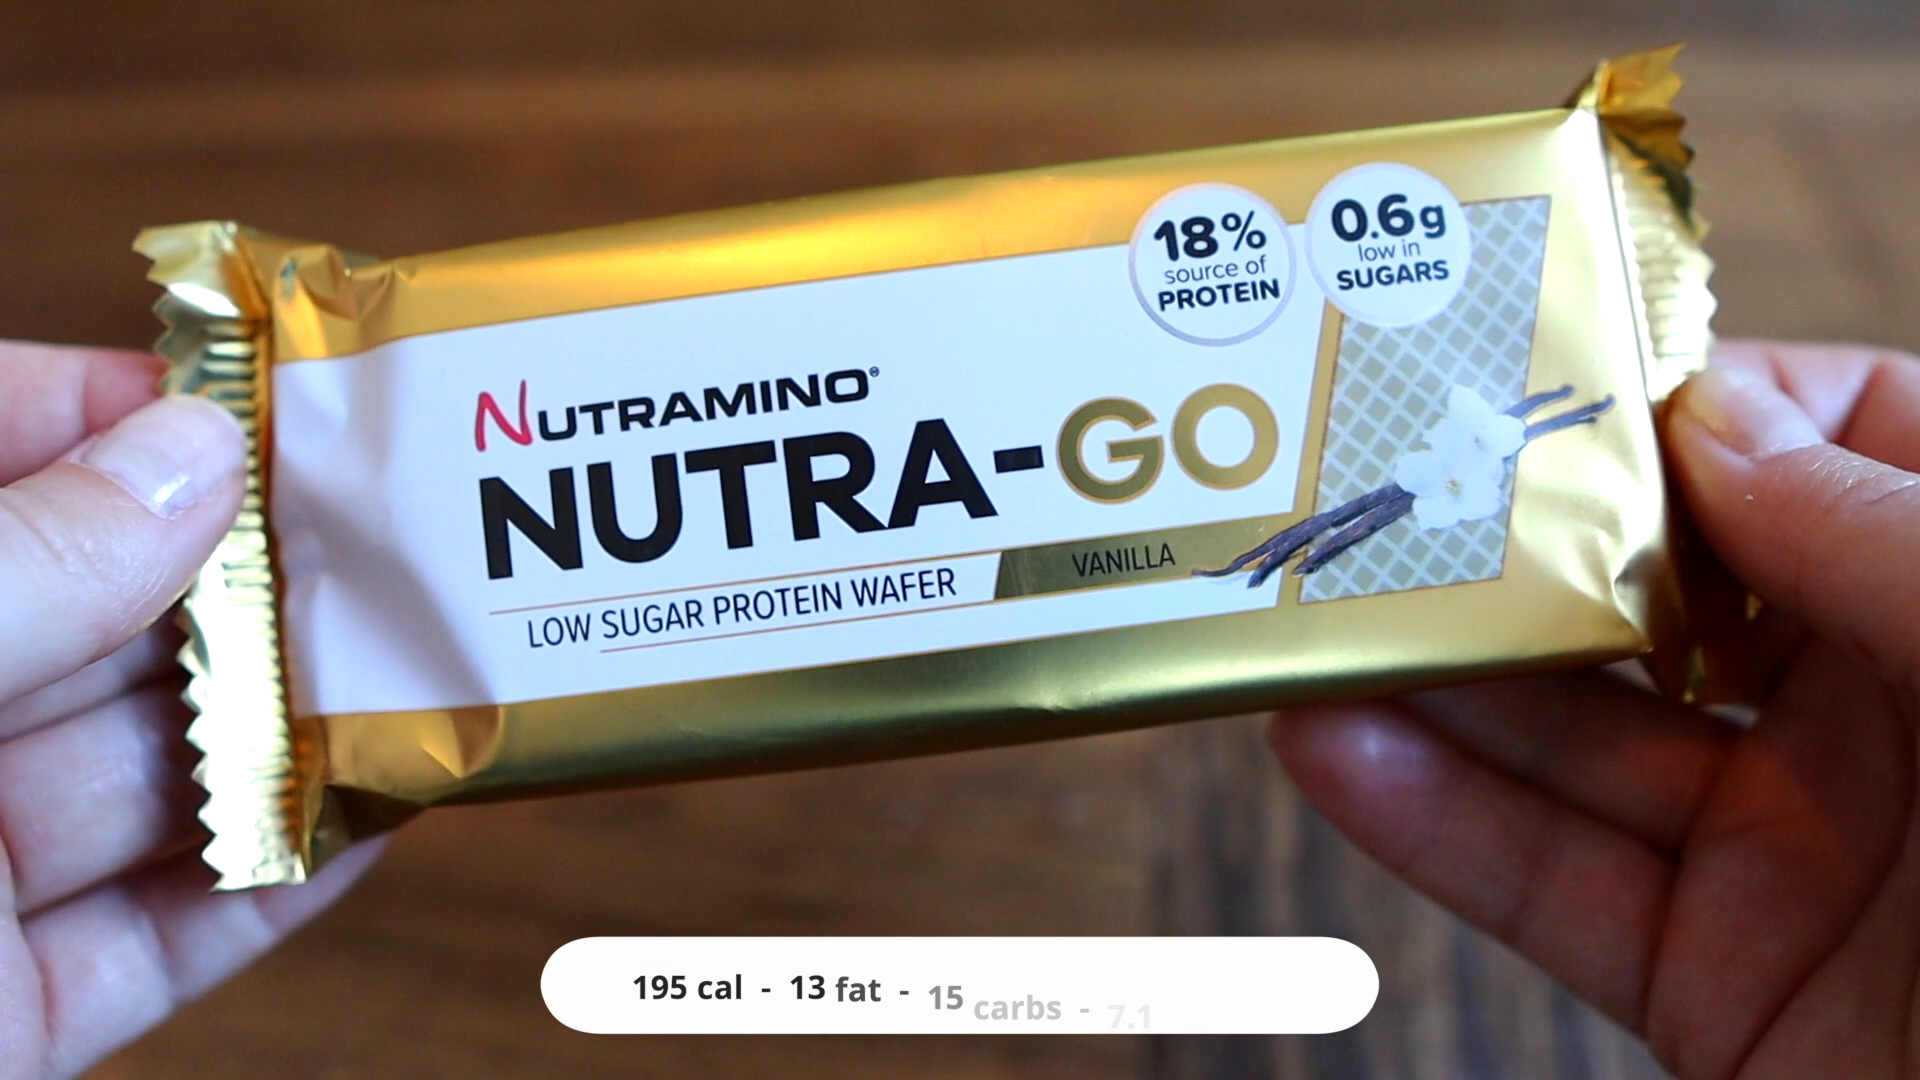 18%
source of
PROTEIN
0.6g
low in
SUGARS
NUTRAMINO®
NUTRA-GO
LOW SUGAR PROTEIN WAFER
VANILLA
195 cal - 13 fat - 15 carbs - 7.1